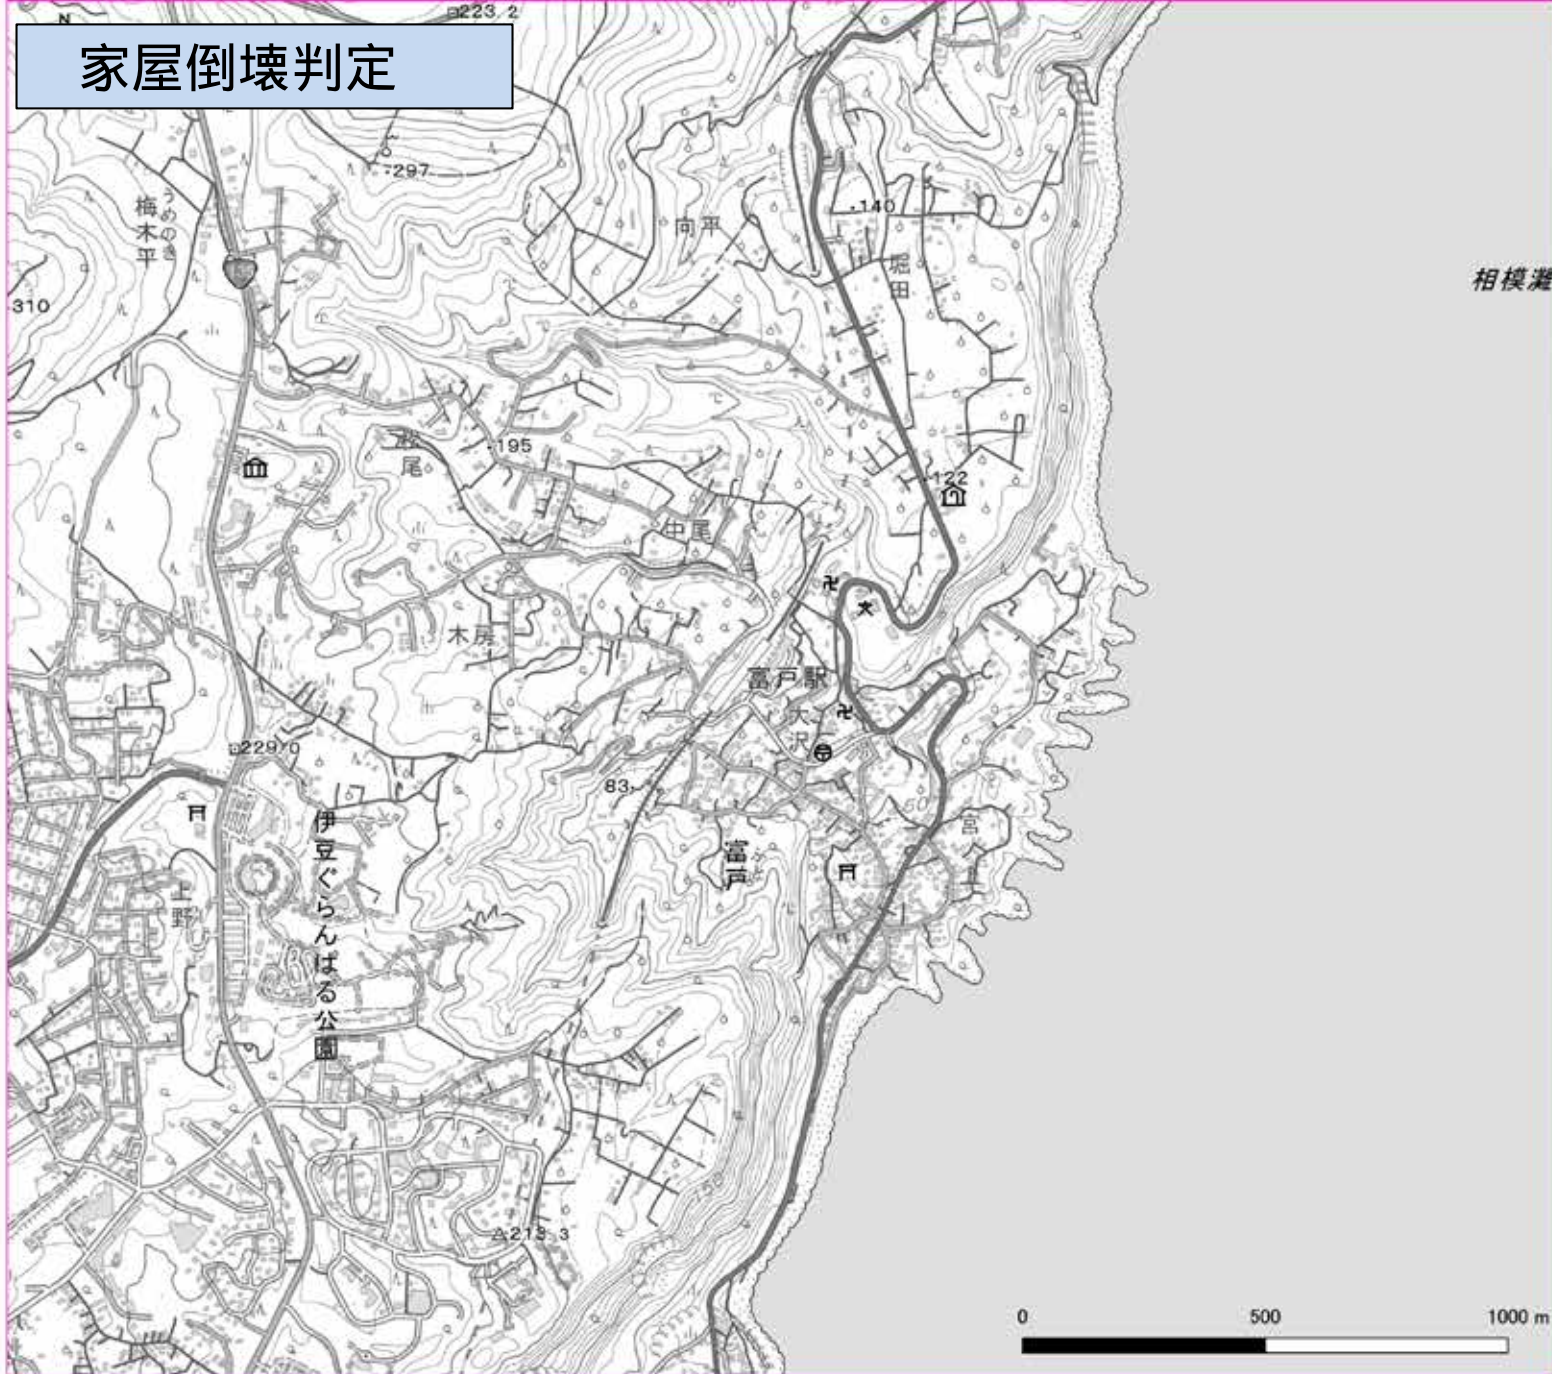 家屋倒壊判定
223.2
297
梅木平
うめのき
向平
140
堀田
相模灘
310
松尾
195
122
中尾
木房
富戸駅
大沢
229.0
83
60
宮
伊豆ぐらんぱる公園
富戸
上野
50
213.3
0 500 1000 m